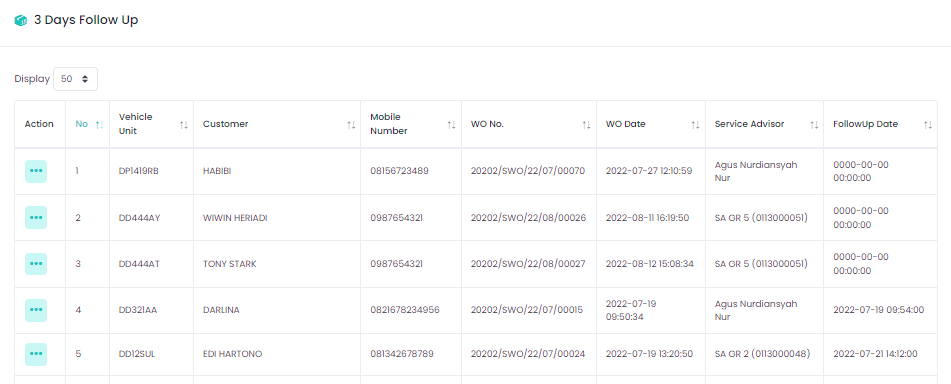 3 Days Follow Up
Display 50
Action No Vehicle Unit Customer Mobile Number WO No. WO Date Service Advisor FollowUp Date
1 DP1419RB HABIBI 08156723489 20202/SWO/22/07/00070 2022-07-27 12:10:59 Agus Nurdiansyah Nur 0000-00-00 00:00:00
2 DD444AY WIWIN HERIADI 0987654321 20202/SWO/22/08/00026 2022-08-11 16:19:50 SA GR 5 (0113000051) 0000-00-00 00:00:00
3 DD444AT TONY STARK 0987654321 20202/SWO/22/08/00027 2022-08-12 15:08:34 SA GR 5 (0113000051) 0000-00-00 00:00:00
4 DD321AA DARLINA 0821678234956 20202/SWO/22/07/00015 2022-07-19 09:50:34 Agus Nurdiansyah Nur 2022-07-19 09:54:00
5 DD12SUL EDI HARTONO 081342678789 20202/SWO/22/07/00024 2022-07-19 13:20:50 SA GR 2 (0113000048) 2022-07-21 14:12:00